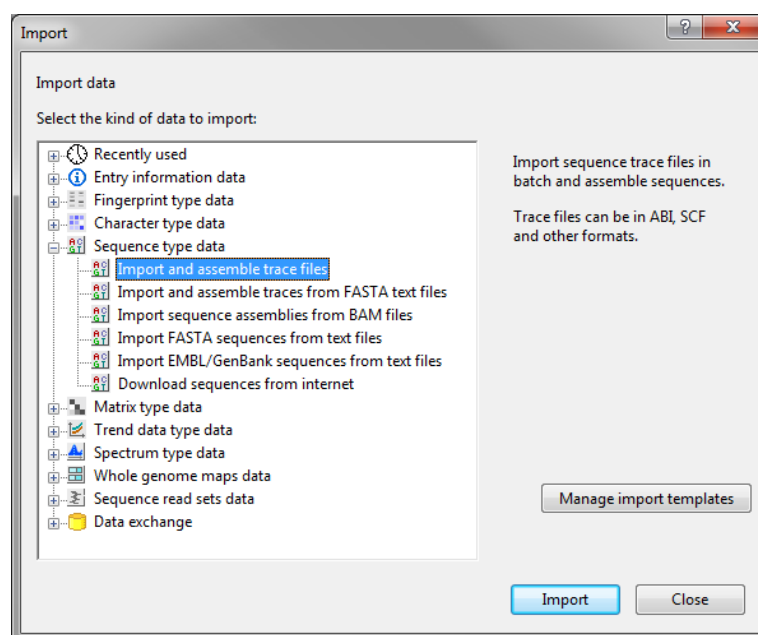 Import
Import data
Select the kind of data to import:
Recently used
Entry information data
Fingerprint type data
Character type data
Sequence type data
Import and assemble trace files
Import and assemble traces from FASTA text files
Import sequence assemblies from BAM files
Import FASTA sequences from text files
Import EMBL/GenBank sequences from text files
Download sequences from internet
Matrix type data
Trend data type data
Spectrum type data
Whole genome maps data
Sequence read sets data
Data exchange
Import sequence trace files in
batch and assemble sequences.
Trace files can be in ABI, SCF
and other formats.
Manage import templates
Import
Close